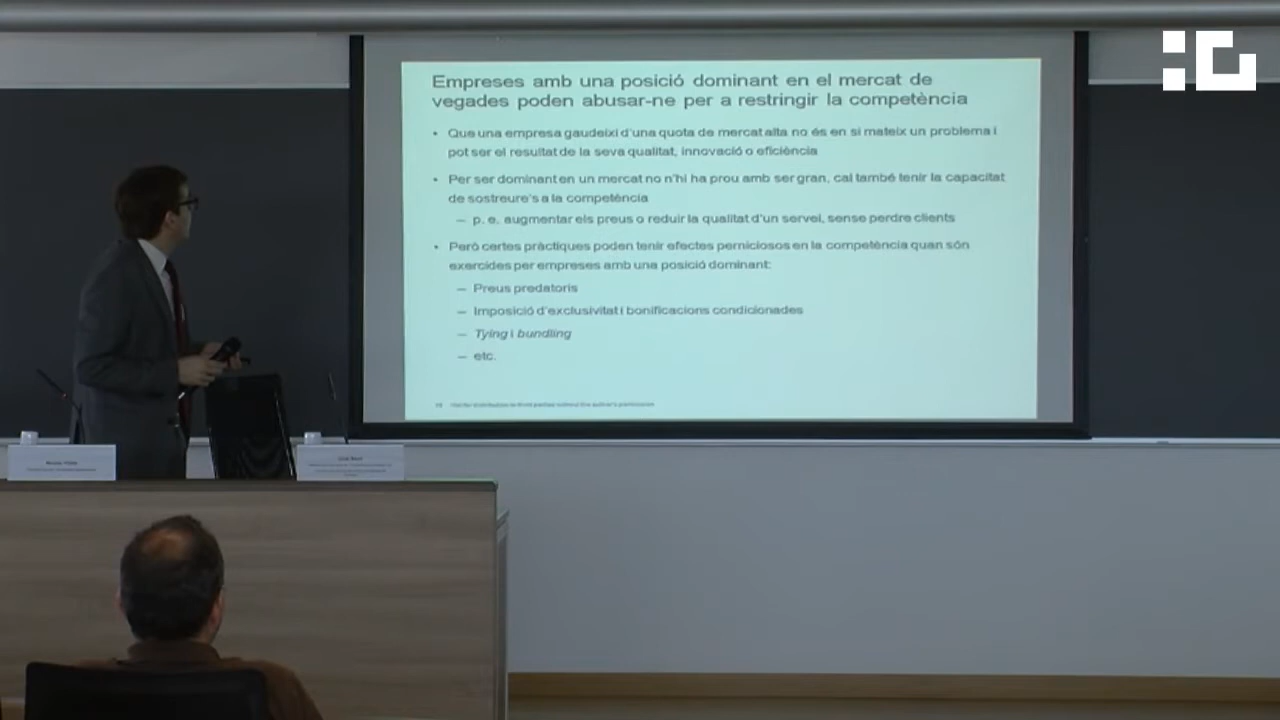 Empreses amb una posició dominant en el mercat de
vegades poden abusar-ne per a restringir la competència
• Que una empresa gaudeixi d'una quota de mercat alta no és en si mateix un problema i
pot ser el resultat de la seva qualitat, innovació o eficiència
• Per ser dominant en un mercat no n'hi ha prou amb ser gran, cal també tenir la capacitat
de sostreure's a la competència
– p. e. augmentar els preus o reduir la qualitat d'un servei, sense perdre clients
• Però certes pràctiques poden tenir efectes perniciosos en la competència quan són
exercides per empreses amb una posició dominant:
– Preus predatoris
– Imposició d'exclusivitat i bonificacions condicionades
– Tying i bundling
– etc.